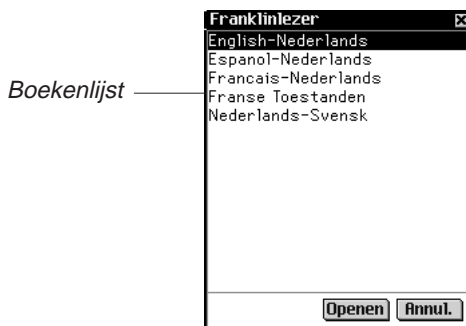 Franklinlezer
English-Nederlands
Espanol-Nederlands
Francais-Nederlands
Boekenlijst
Franse Toestanden
Nederlands-Svensk
Openen Annul.